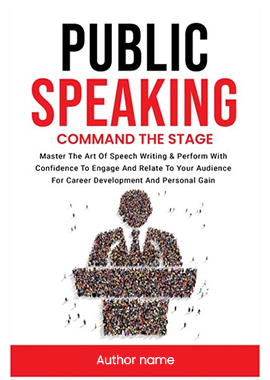 PUBLIC
SPEAKING
COMMAND THE STAGE
Master The Art Of Speech Writing & Perform With
Confidence To Engage And Relate To Your Audience
For Career Development And Personal Gain
Author name